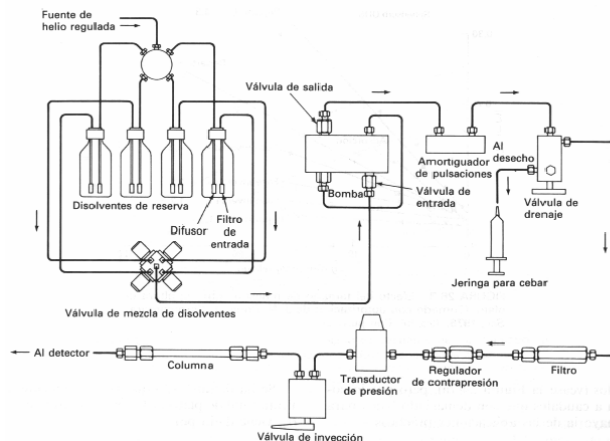 Fuente de
helio regulada
Válvula de salida
Al
desecho
Amortiguador
de pulsaciones
Bomba
Válvula de
entrada
Válvula de
drenaje
Disolventes de reserva
Difusor
Filtro
de
entrada
Jeringa para cebar
Válvula de mezcla de disolventes
Al detector
Columna
Transductor
de presión
Regulador
de contrapresión
Filtro
Válvula de inyección